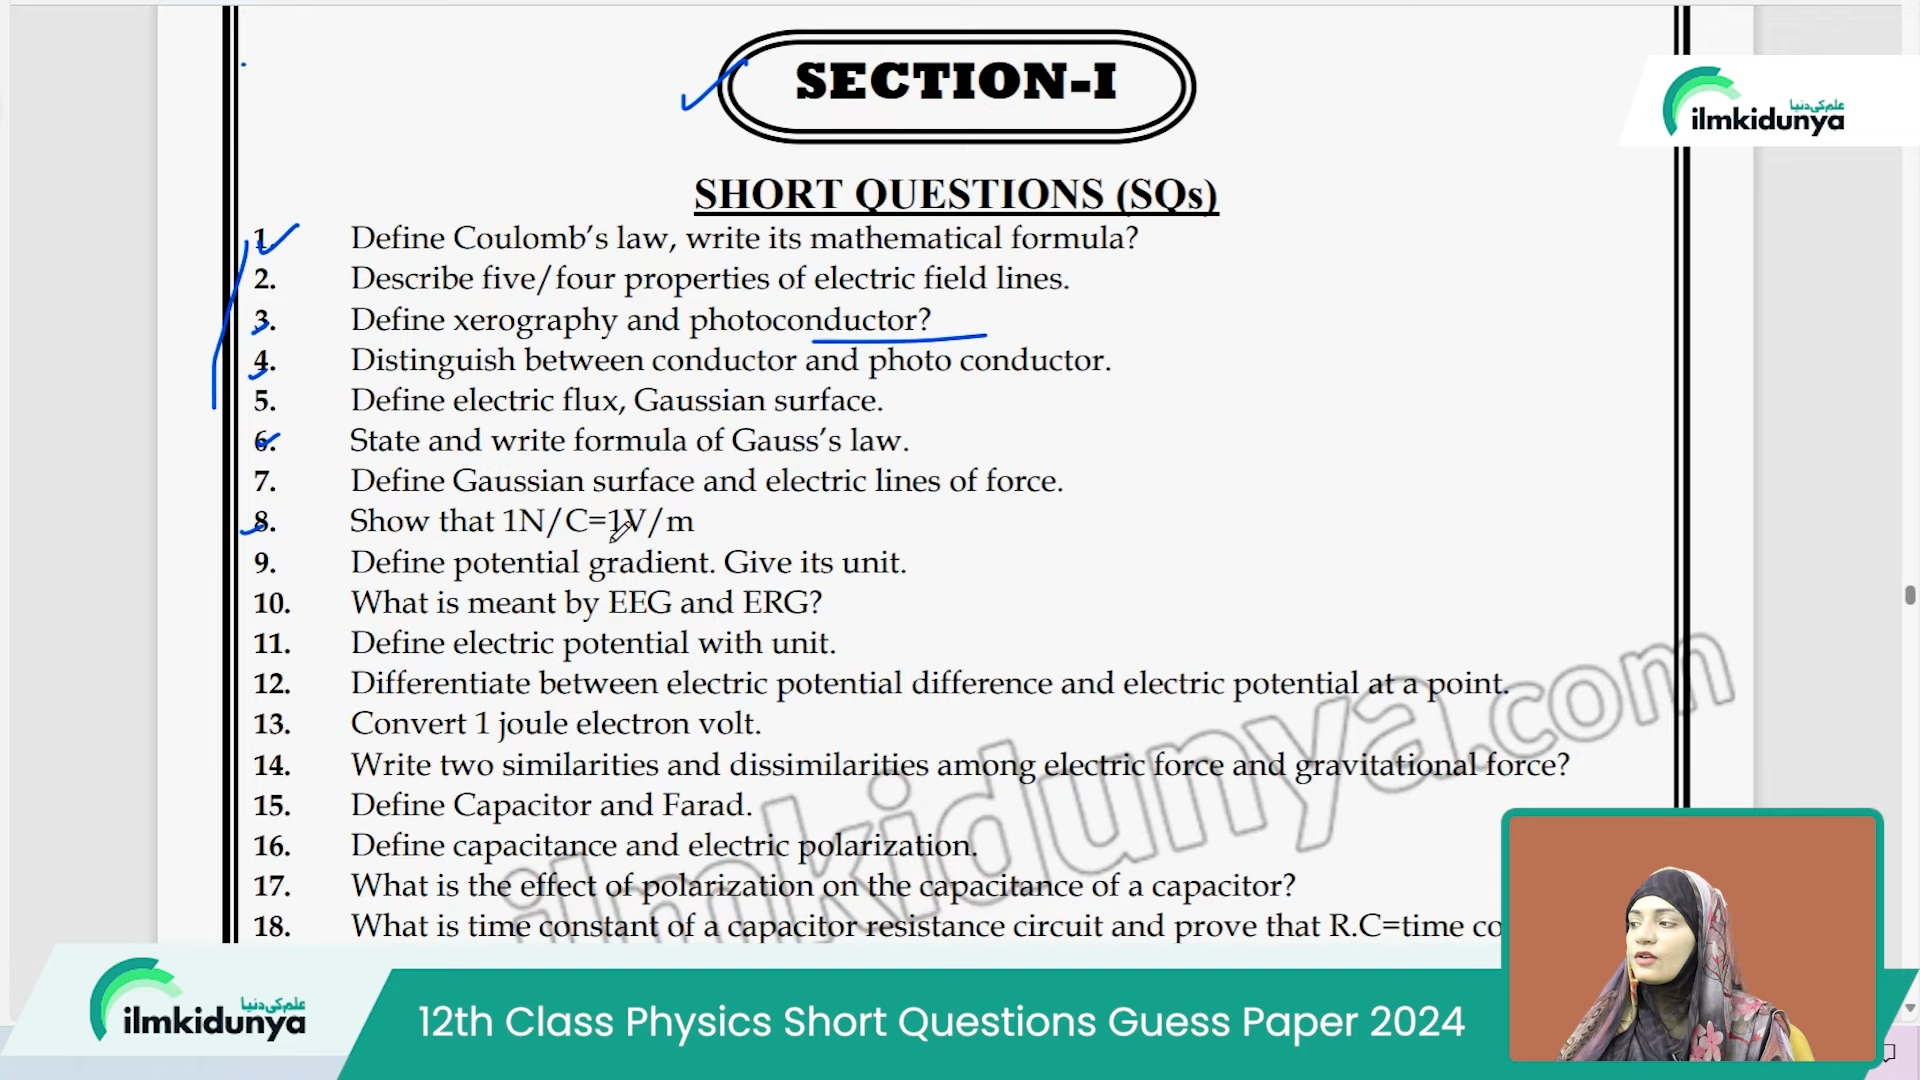 SECTION-I
علم کی دنیا
ilmkidunya
SHORT QUESTIONS (SQs)
1. Define Coulomb's law, write its mathematical formula?
2. Describe five/four properties of electric field lines.
3. Define xerography and photoconductor?
4. Distinguish between conductor and photo conductor.
5. Define electric flux, Gaussian surface.
6. State and write formula of Gauss's law.
7. Define Gaussian surface and electric lines of force.
8. Show that 1N/C=1V/m
9. Define potential gradient. Give its unit.
10. What is meant by EEG and ERG?
11. Define electric potential with unit.
12. Differentiate between electric potential difference and electric potential at a point.
13. Convert 1 joule electron volt.
14. Write two similarities and dissimilarities among electric force and gravitational force?
15. Define Capacitor and Farad.
16. Define capacitance and electric polarization.
17. What is the effect of polarization on the capacitance of a capacitor?
18. What is time constant of a capacitor resistance circuit and prove that R.C=time co
ilmkidunya.com
علم کی دنیا
ilmkidunya
12th Class Physics Short Questions Guess Paper 2024